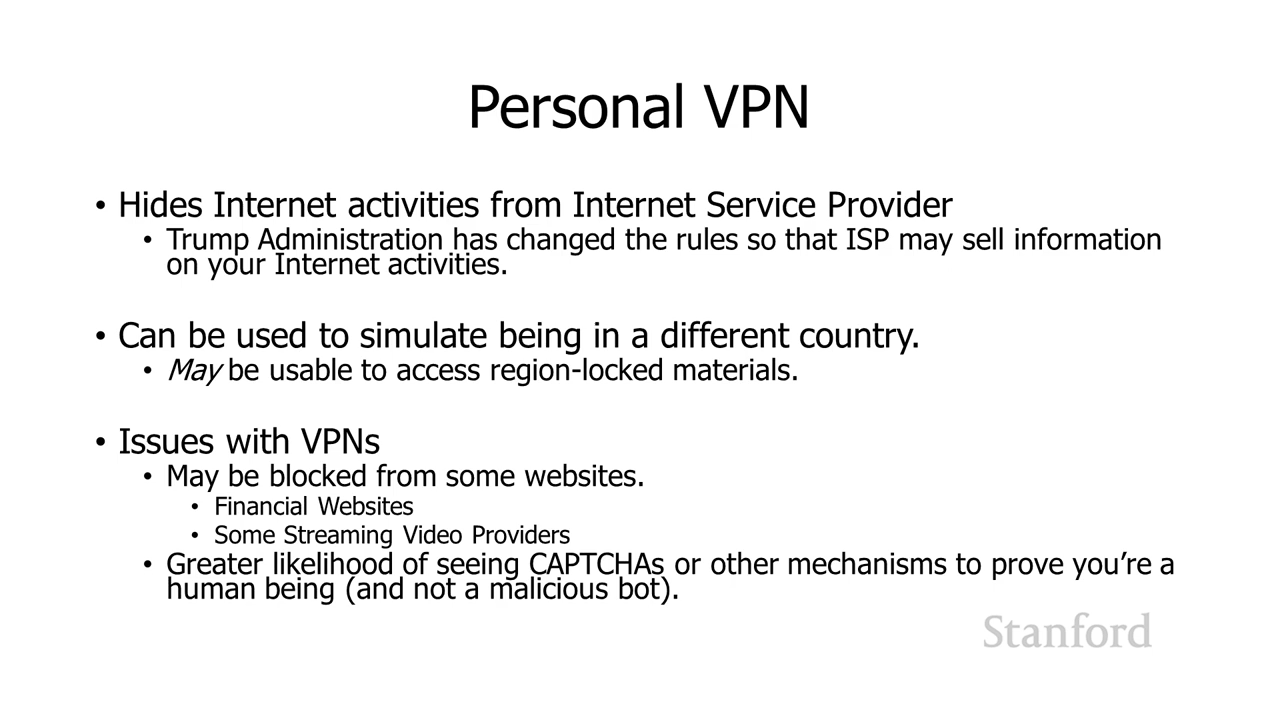 Personal VPN
• Hides Internet activities from Internet Service Provider
• Trump Administration has changed the rules so that ISP may sell information
on your Internet activities.
• Can be used to simulate being in a different country.
• May be usable to access region-locked materials.
• Issues with VPNs
• May be blocked from some websites.
• Financial Websites
• Some Streaming Video Providers
• Greater likelihood of seeing CAPTCHAs or other mechanisms to prove you’re a
human being (and not a malicious bot).
Stanford